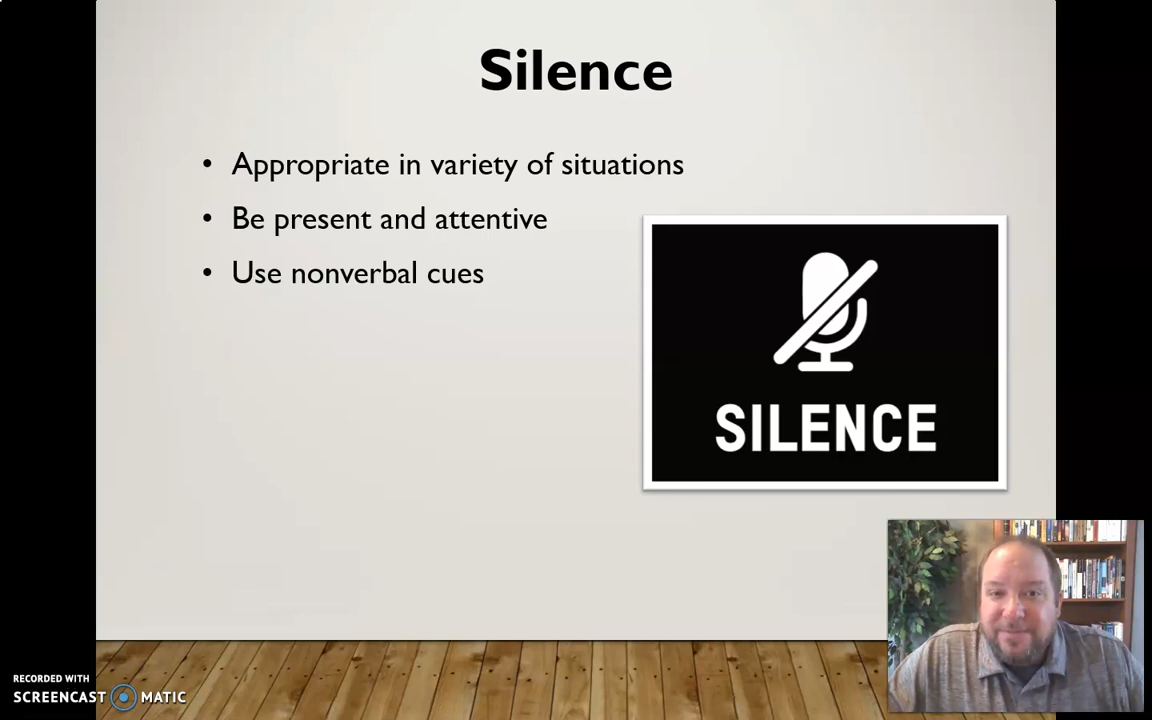 Silence
• Appropriate in variety of situations
• Be present and attentive
• Use nonverbal cues
SILENCE
RECORDED WITH
SCREENCAST MATIC